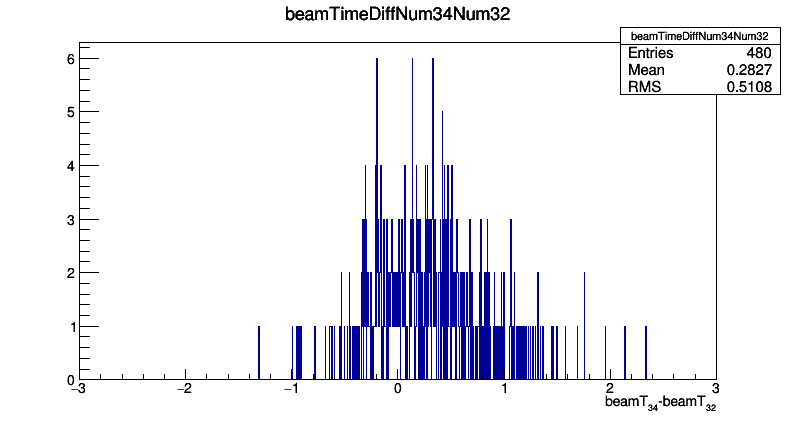 beamTimeDiffNum34Num32
beamTimeDiffNum34Num32
Entries 480
Mean 0.2827
RMS 0.5108
6
5
4
3
2
1
0
−3 −2 −1 0 1 2 3
beamT34-beamT32